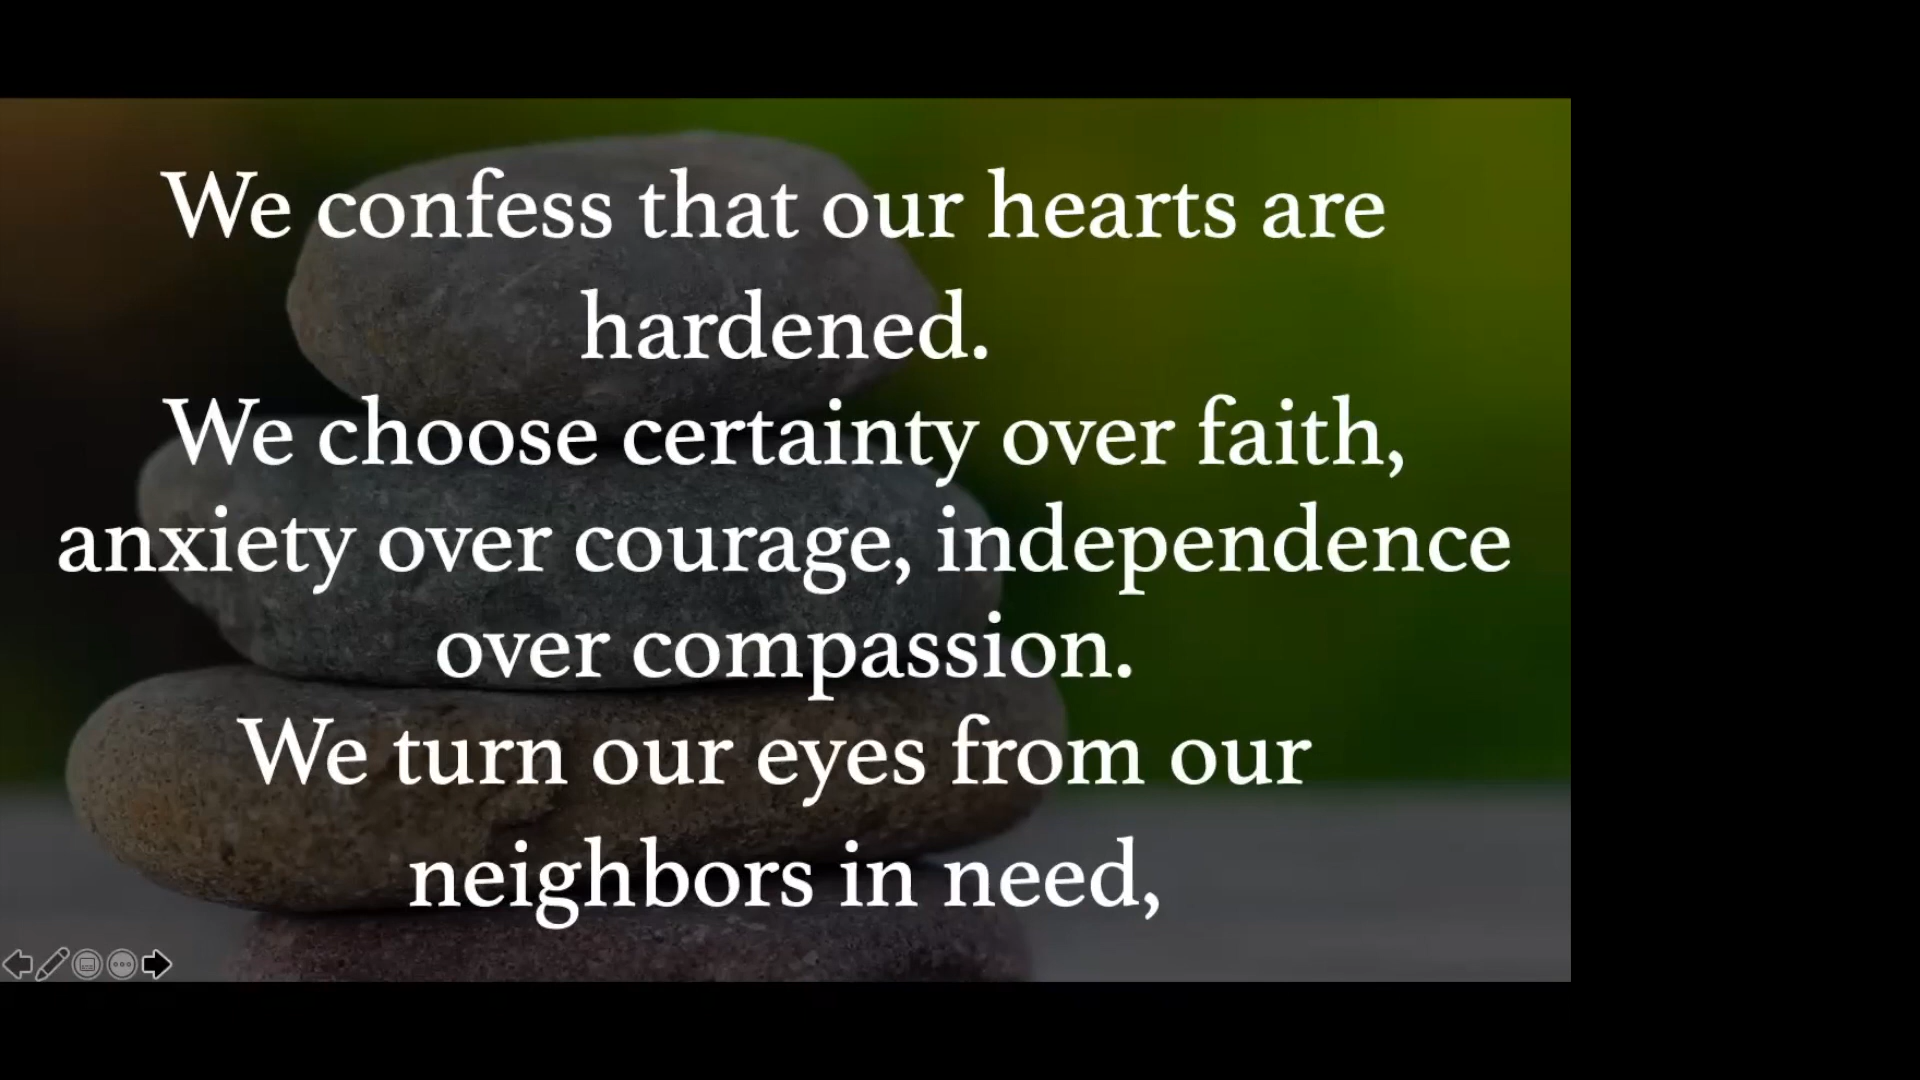 We confess that our hearts are
hardened.
We choose certainty over faith,
anxiety over courage, independence
over compassion.
We turn our eyes from our
neighbors in need,